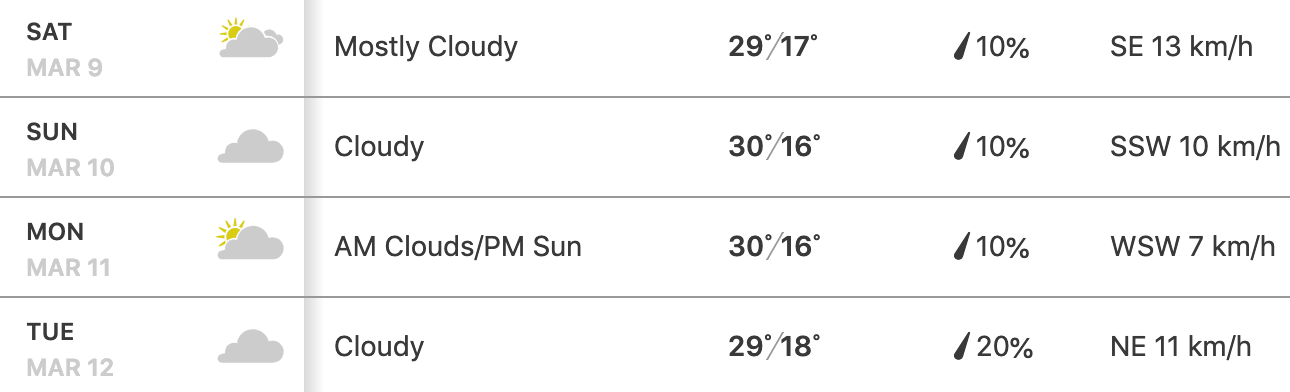 SAT
MAR 9
Mostly Cloudy
29°/17°
10%
SE 13 km/h
SUN
MAR 10
Cloudy
30°/16°
10%
SSW 10 km/h
MON
MAR 11
AM Clouds/PM Sun
30°/16°
10%
WSW 7 km/h
TUE
MAR 12
Cloudy
29°/18°
20%
NE 11 km/h